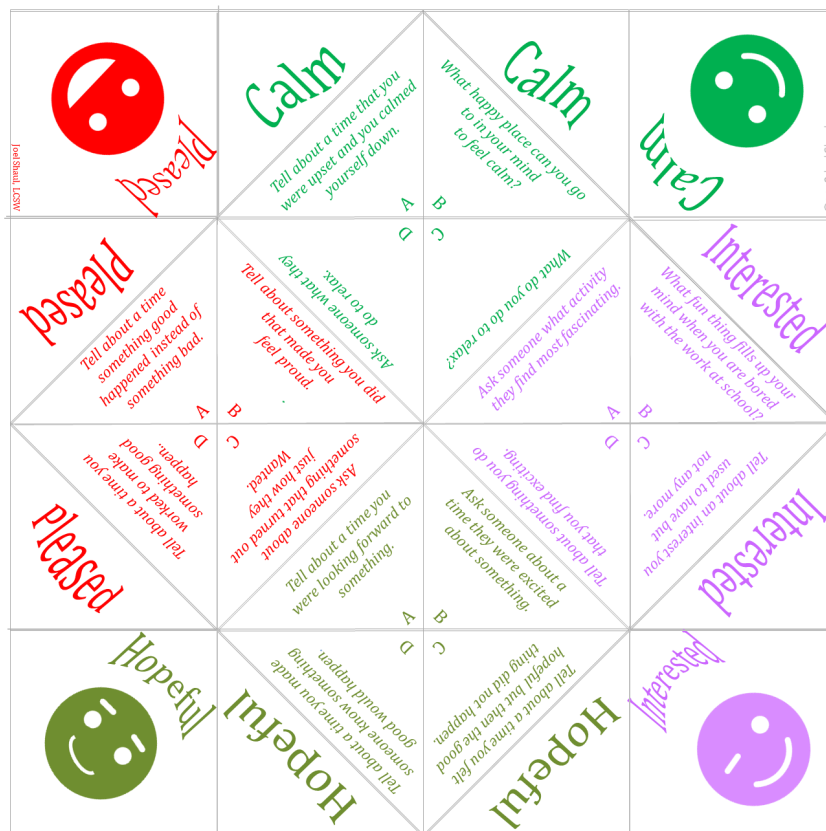 Pleased
Joel Shaul, LCSW
Calm
Tell about a time that you
were upset and you calmed
yourself down.
A
Calm
What happy place can you go
to in your mind
to feel calm?
B
Calm
Pleased
Tell about a time
something good
happened instead of
something bad.
A
D
Ask someone what they
do to relax.
Tell about something you did
that made you
feel proud.
B
C
What do you do to relax?
Ask someone what activity
they find most fascinating.
A
Interested
What fun thing fills up your
mind when you are bored
with the work at school?
B
Pleased
Tell about a time you
worked to make
something good
happen..
D
C
Ask someone about
something that turned out
just how they
Wanted.
Tell about a time you
were looking forward to
something.
A
D
Tell about something you do
that you find exciting.
Ask someone about a
time they were excited
about something.
B
C
Tell about an interest you
used to have but
not any more.
Interested
Hopeful
D
Tell about a time you made
someone know something
good would happen.
Hopeful
C
Tell about a time you felt
hopeful but then the good
thing did not happen.
Hopeful
Interested